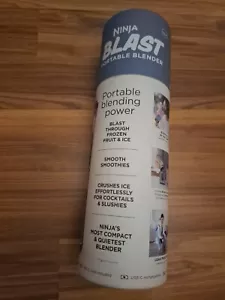 NINJA
BLAST
PORTABLE BLENDER
Portable
blending
power
BLAST
THROUGH
FROZEN
FRUIT & ICE
SMOOTH
SMOOTHIES
CRUSHES ICE
EFFORTLESSLY
FOR COCKTAILS
& SLUSHIES
NINJA'S
MOST COMPACT
& QUIETEST
BLENDER